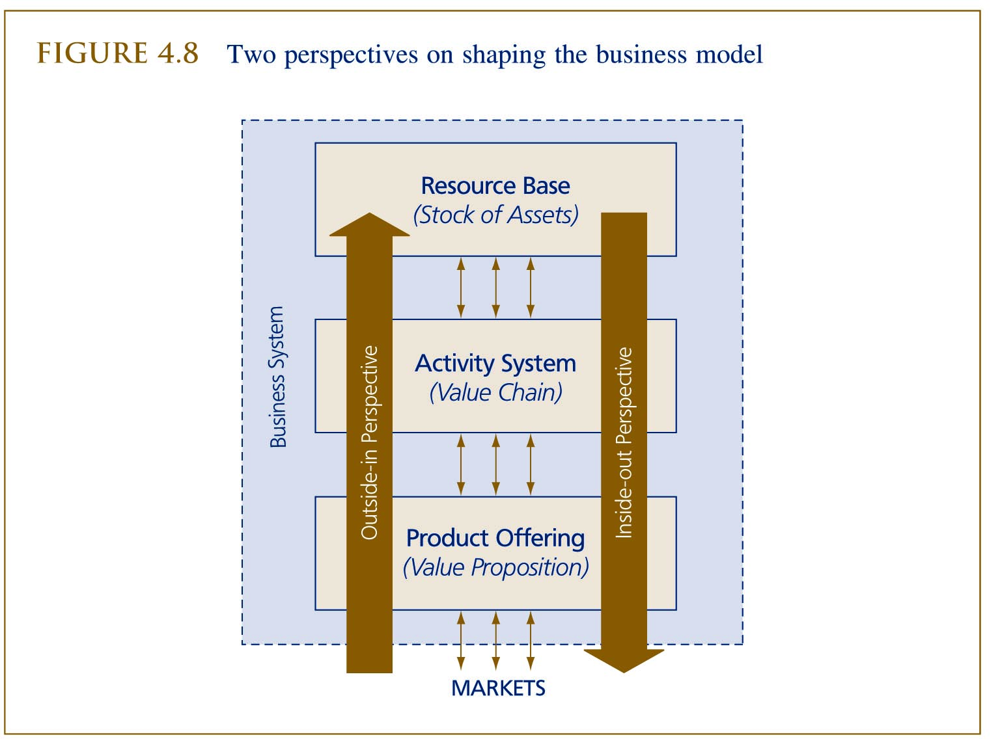 FIGURE 4.8 Two perspectives on shaping the business model
Resource Base
(Stock of Assets)
Business System
Outside-in Perspective
Activity System
(Value Chain)
Inside-out Perspective
Product Offering
(Value Proposition)
MARKETS